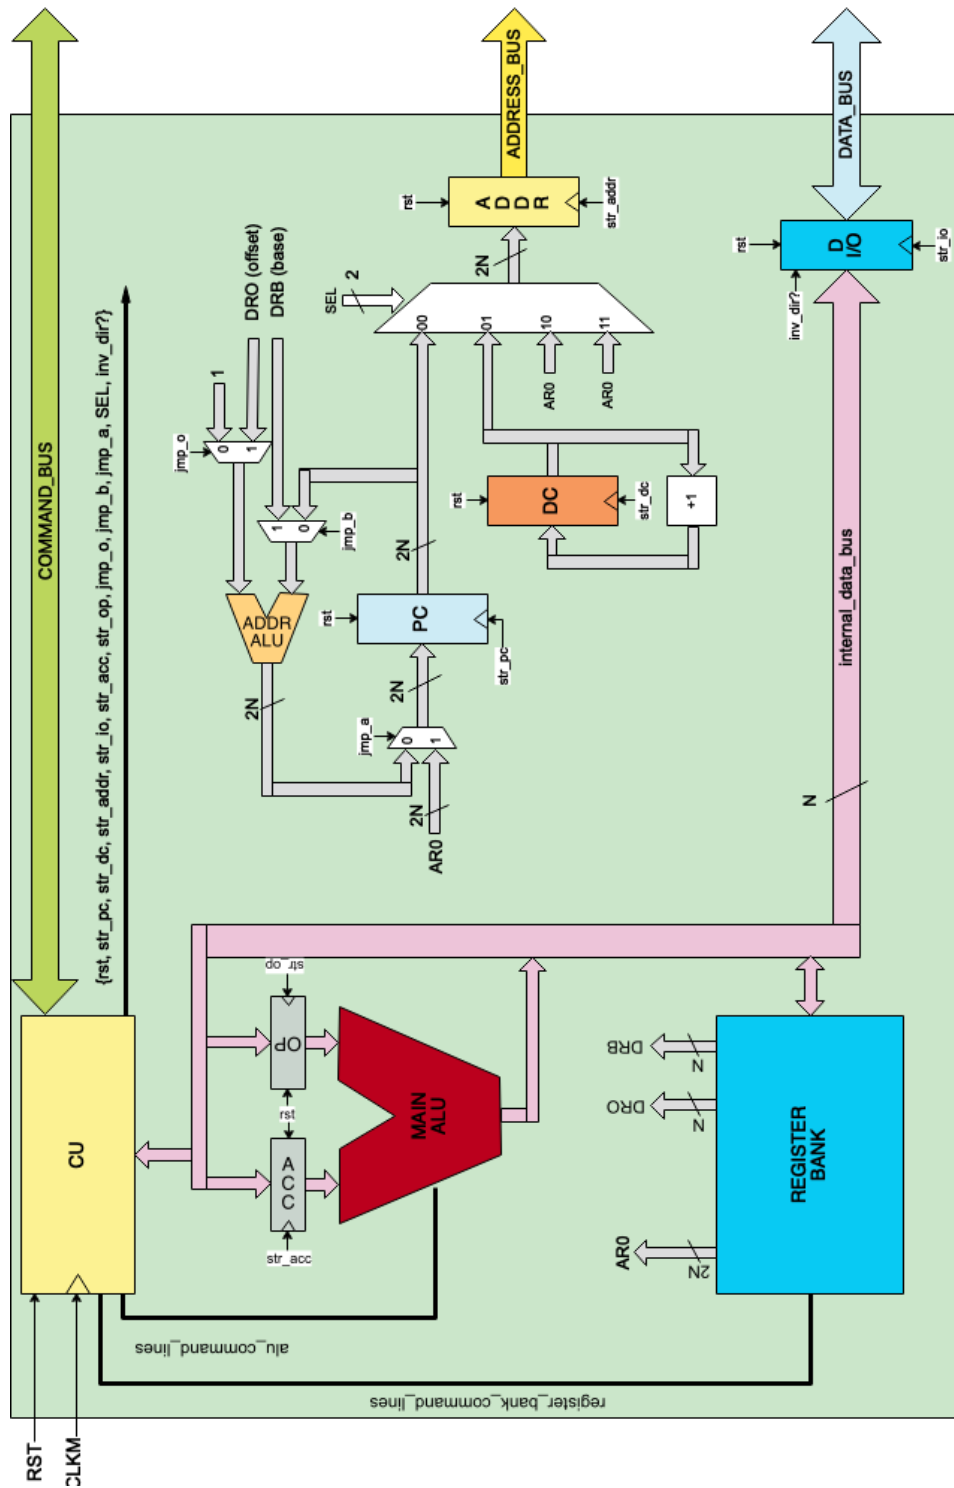 COMMAND_BUS
ADDRESS_BUS
DATA_BUS
{rst, str_pc, str_dc, str_addr, str_io, str_acc, str_op, jmp_o, jmp_b, jmp_a, SEL, inv_dir?}
DRO (offset)
DRB (base)
1
jmp_o
0
1
1
0
jmp_b
ADDR
ALU
2N
2N
rst
PC
str_pc
jmp_a
0
1
2N
2N
AR0
SEL
2
00
01
10
11
AR0
AR0
2N
rst
ADDR
str_addr
rst
DC
str_dc
+1
rst
D
I/O
inv_dir?
str_io
internal_data_bus
N
CU
RST
CLKM
str_op
OP
rst
ACC
str_acc
MAIN
ALU
alu_command_lines
register_bank_command_lines
DRB
N
DRO
N
AR0
2N
REGISTER
BANK